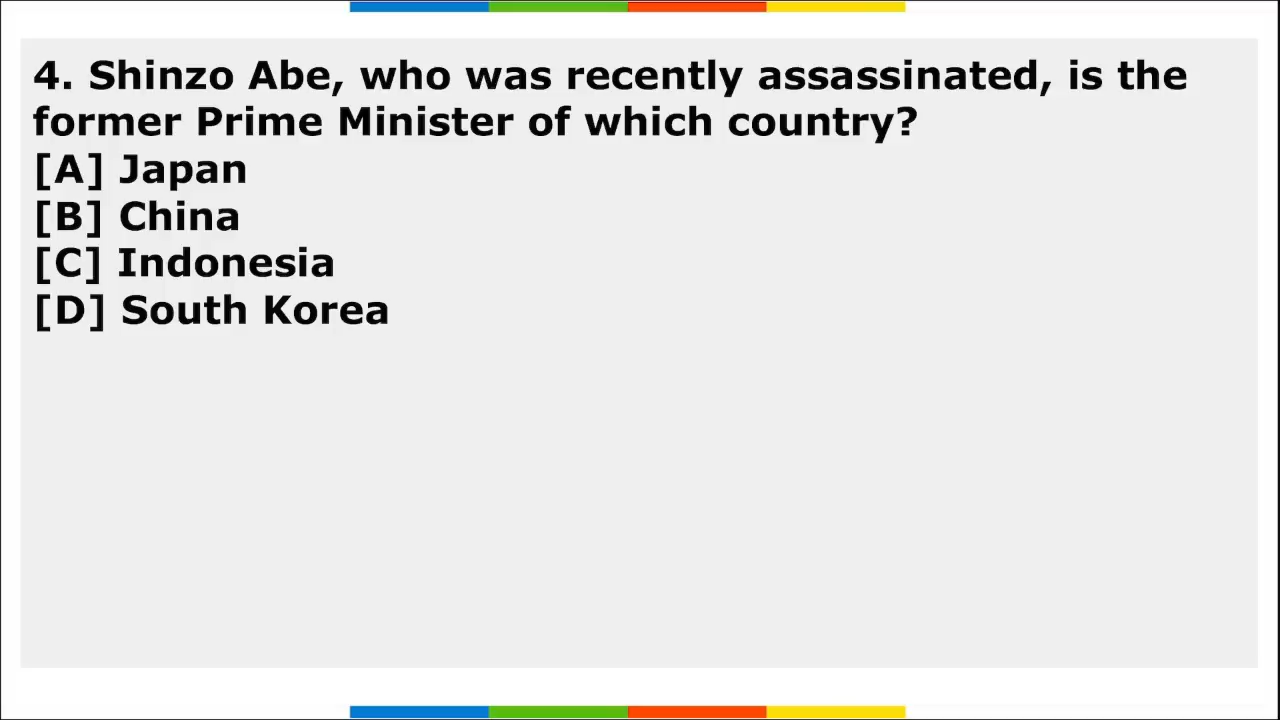 4. Shinzo Abe, who was recently assassinated, is the
former Prime Minister of which country?
[A] Japan
[B] China
[C] Indonesia
[D] South Korea